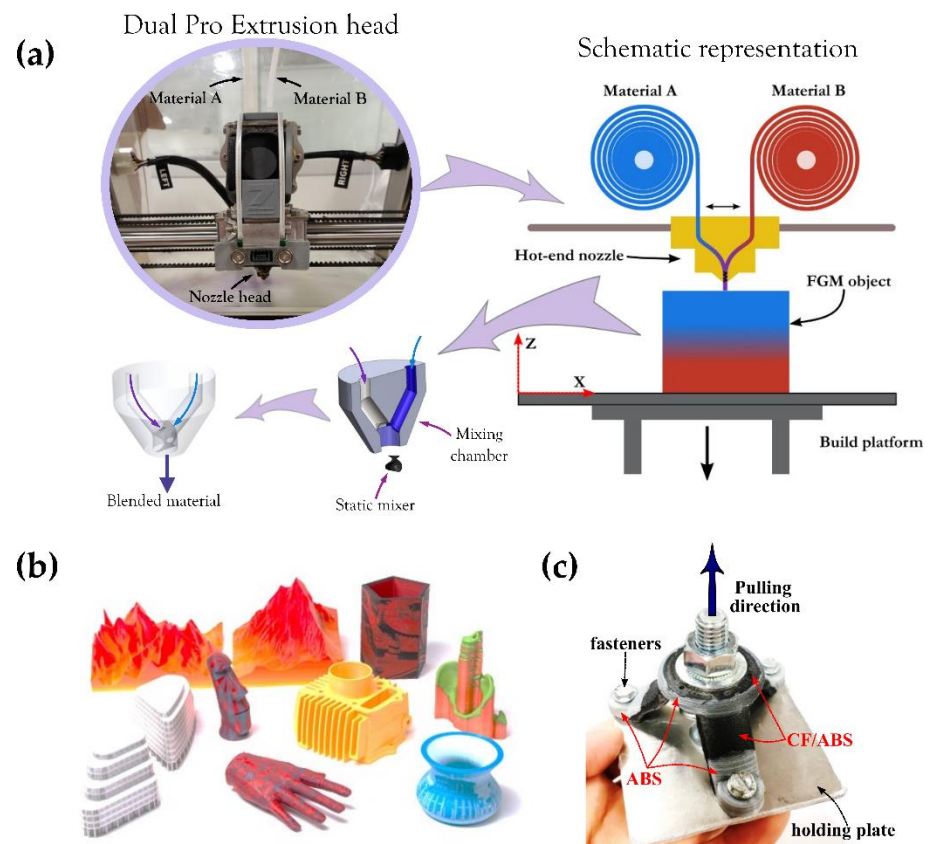 (a)
Dual Pro Extrusion head
Material A
Material B
LEFT
RIGHT
Z
Nozzle head
Schematic representation
Material A
Material B
Hot-end nozzle
FGM object
Z
X
Build platform
Mixing
chamber
Static mixer
Blended material
(b)
(c)
Pulling
direction
fasteners
CF/ABS
ABS
holding plate